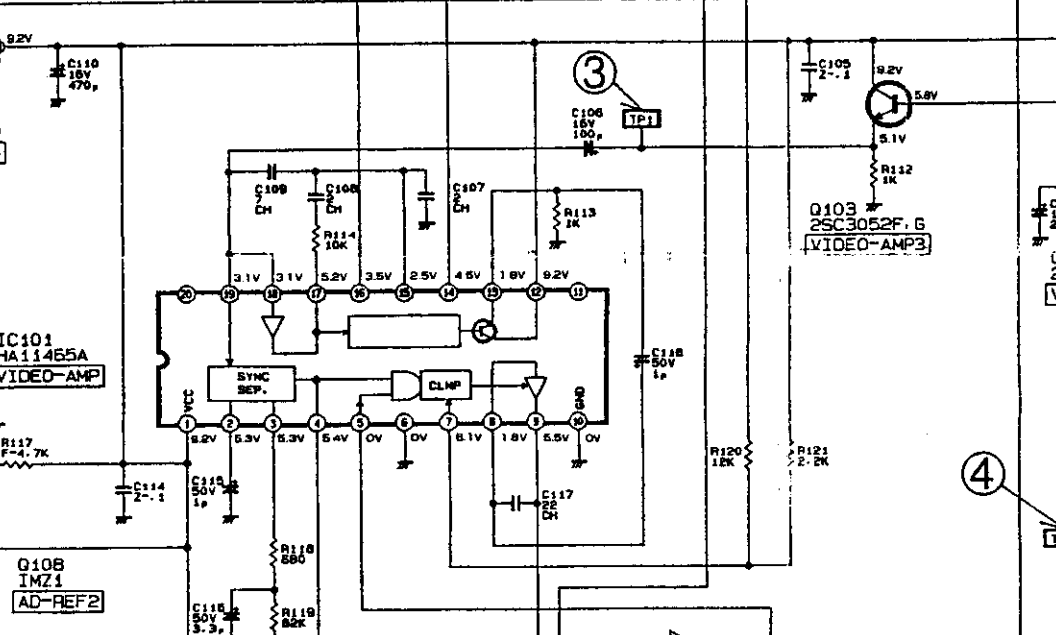 9.2V
C110
16V
470µ
3
TP1
C106
16V
100µ
C105
Z-.1
9.2V
5.8V
5.1V
R112
1K
Q103
2SC3052F,G
VIDEO-AMP3
C109
7
CH
C108
CH
C107
CH
R114
10K
R113
1K
3.1V
3.1V
5.2V
3.5V
2.5V
4.5V
1.8V
9.2V
20
19
18
17
16
15
14
13
12
11
IC101
HA11465A
VIDEO-AMP
SYNC
SEP.
CLMP
VCC
GND
C118
50V
1µ
1
2
3
4
5
6
7
8
9
10
9.2V
5.3V
5.3V
5.4V
0V
0V
6.1V
1.8V
5.5V
0V
R117
F-4.7K
C114
Z-.1
C115
50V
1µ
C117
22
CH
R120
12K
R121
2.2K
4
R118
680
Q108
IMZ1
AD-REF2
C116
50V
3.3µ
R119
82K